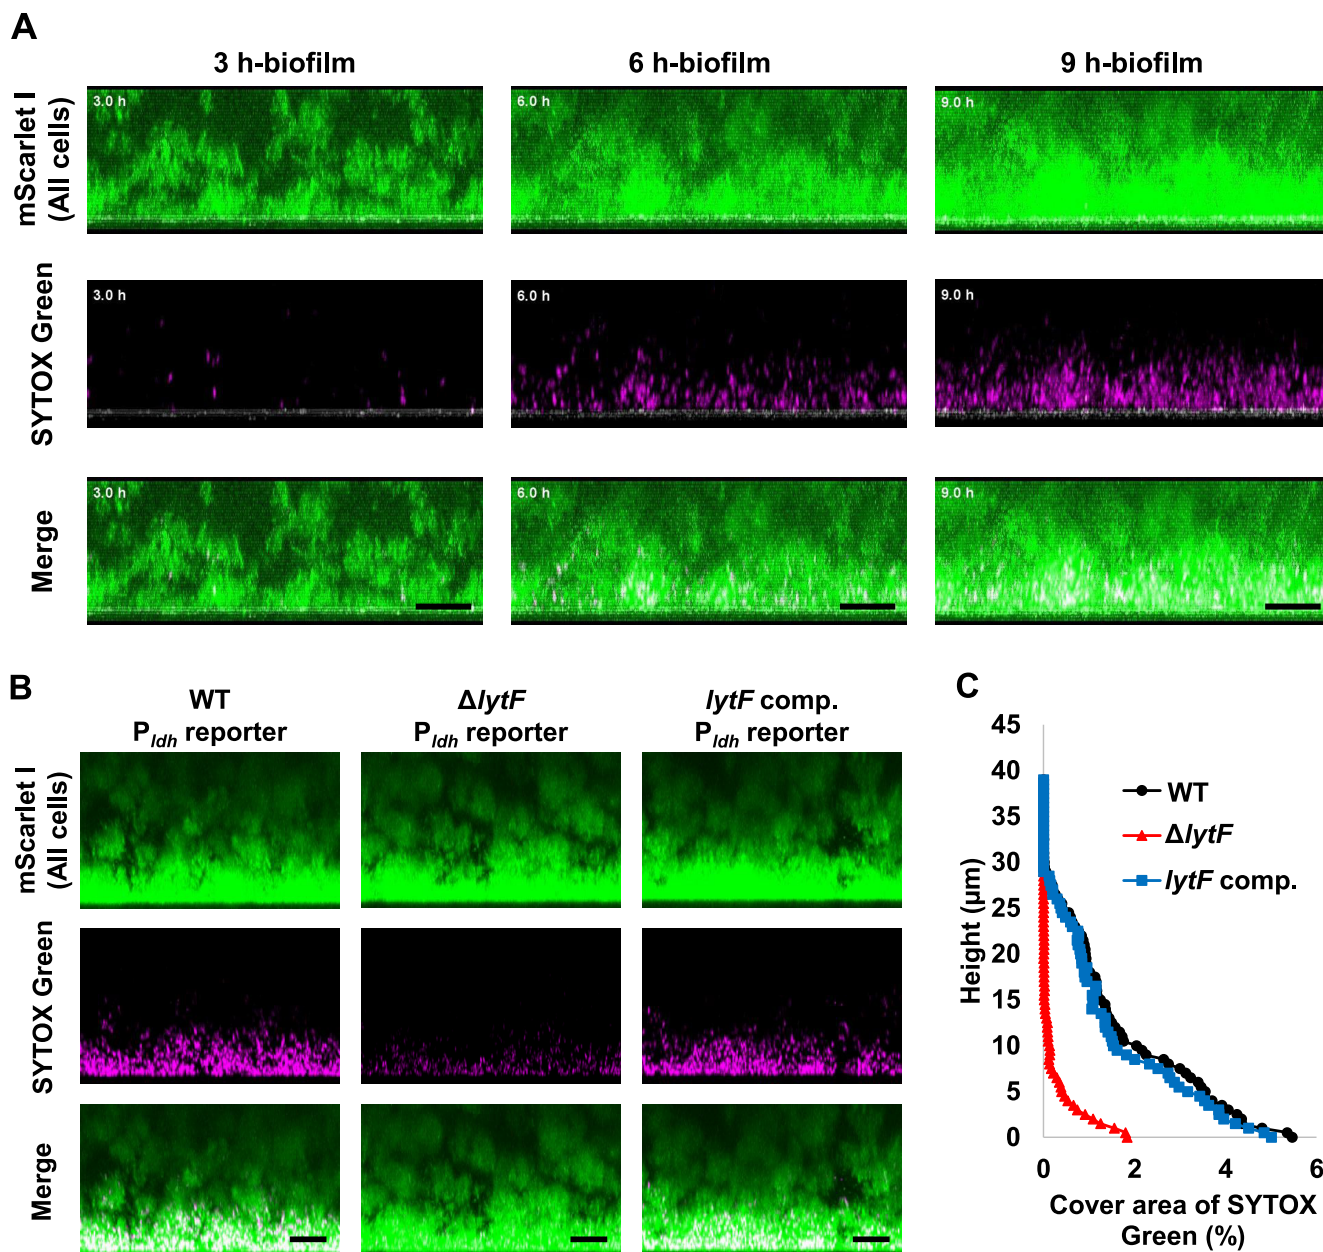 A
3 h-biofilm
6 h-biofilm
9 h-biofilm
mScarlet I
(All cells)
3.0 h
6.0 h
9.0 h
SYTOX Green
3.0 h
6.0 h
9.0 h
Merge
3.0 h
6.0 h
9.0 h
B
WT
Pldh reporter
ΔlytF
Pldh reporter
lytF comp.
Pldh reporter
mScarlet I
(All cells)
SYTOX Green
Merge
C
45
40
35
30
25
20
15
10
5
0
Height (μm)
WT
ΔlytF
lytF comp.
0
2
4
6
Cover area of SYTOX
Green (%)